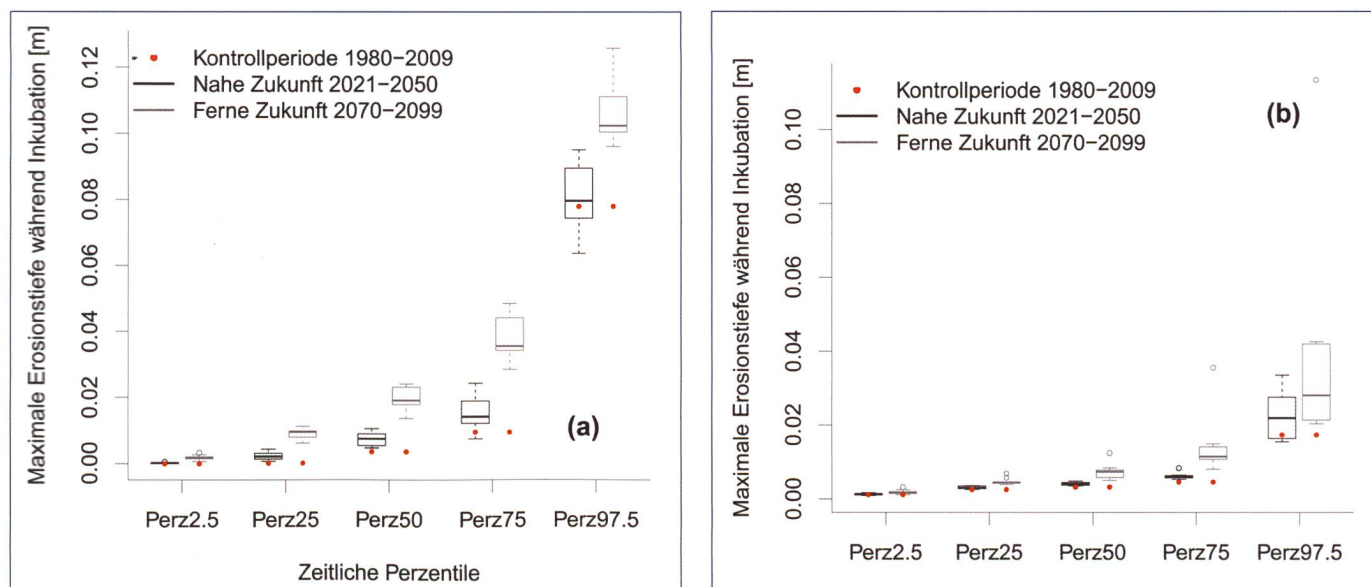 Maximale Erosionstiefe während Inkubation [m]
0.12
0.10
0.08
0.06
0.04
0.02
0.00
Kontrollperiode 1980–2009
Nahe Zukunft 2021–2050
Ferne Zukunft 2070–2099
(a)
Perz2.5 Perz25 Perz50 Perz75 Perz97.5
Zeitliche Perzentile
Maximale Erosionstiefe während Inkubation [m]
0.10
0.08
0.06
0.04
0.02
0.00
Kontrollperiode 1980–2009
Nahe Zukunft 2021–2050
Ferne Zukunft 2070–2099
(b)
Perz2.5 Perz25 Perz50 Perz75 Perz97.5